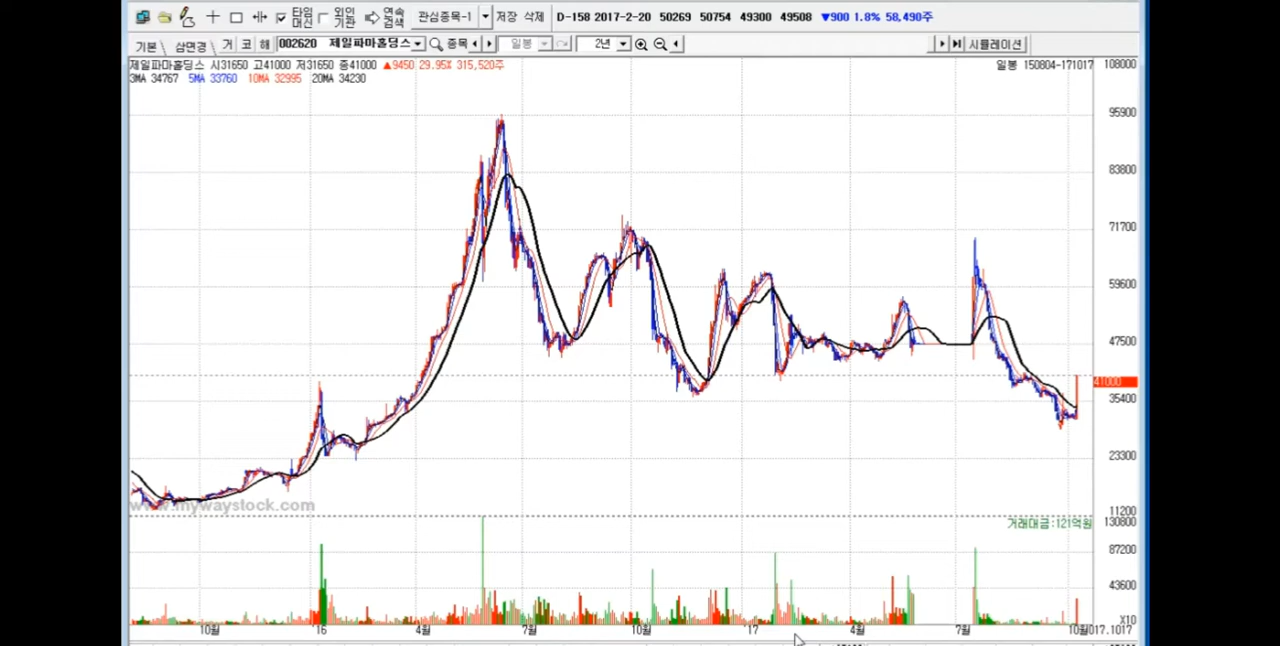 타임머신 외인기관 연속검색 관심종목-1 저장 삭제 D-158 2017-2-20 50269 50754 49300 49508 ▼900 1.8% 58,490주
기본 삼면경 거 코 해 002620 제일파마홀딩스 종목 일봉 2년 시뮬레이션
제일파마홀딩스 시31650 고41000 저31650 종41000 ▲9450 29.95% 315,520주 일봉 150804-171017
3MA 34767 5MA 33760 10MA 32995 20MA 34230
108000
95900
83800
71700
59600
47500
41000
35400
23300
www.mywaystock.com
11200
거래대금:121억원 130800
87200
43600
x10
10월 '16 4월 7월 10월 '17 4월 7월 10월017.1017